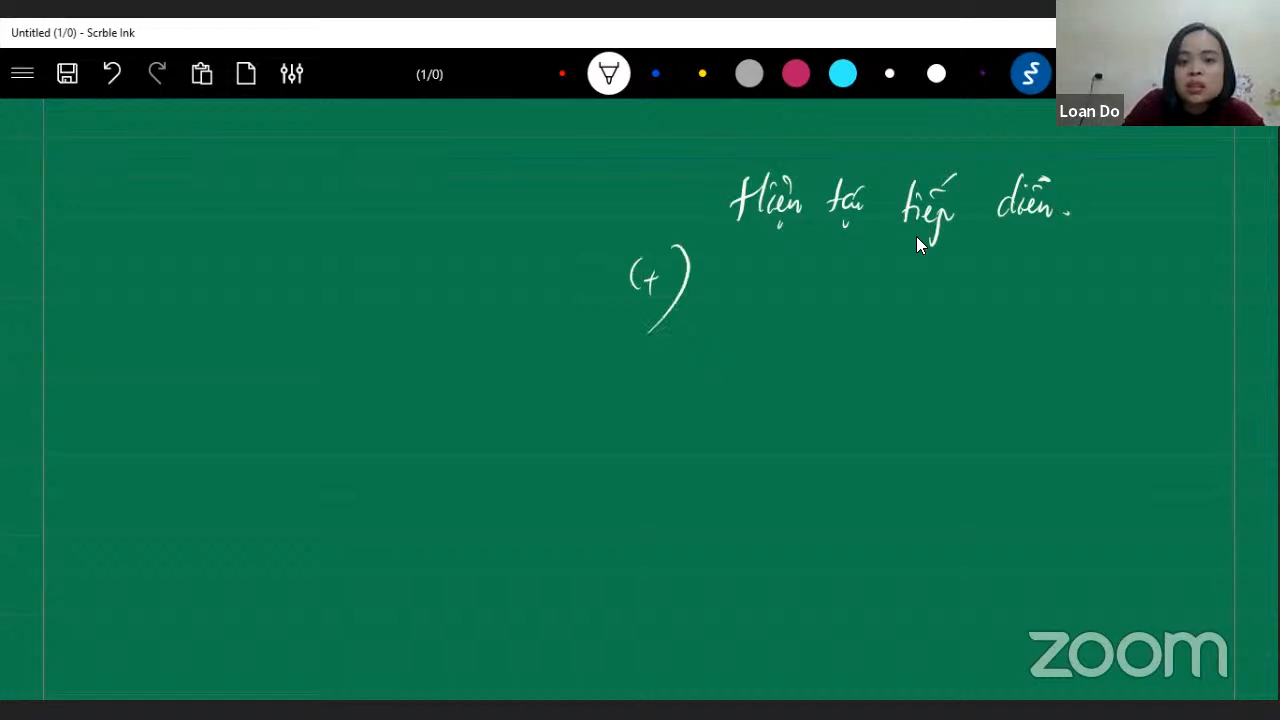 Untitled (1/0) - Scrble Ink
(1/0)
Loan Do
Hiện tại tiếp diễn.
(+)
zoom